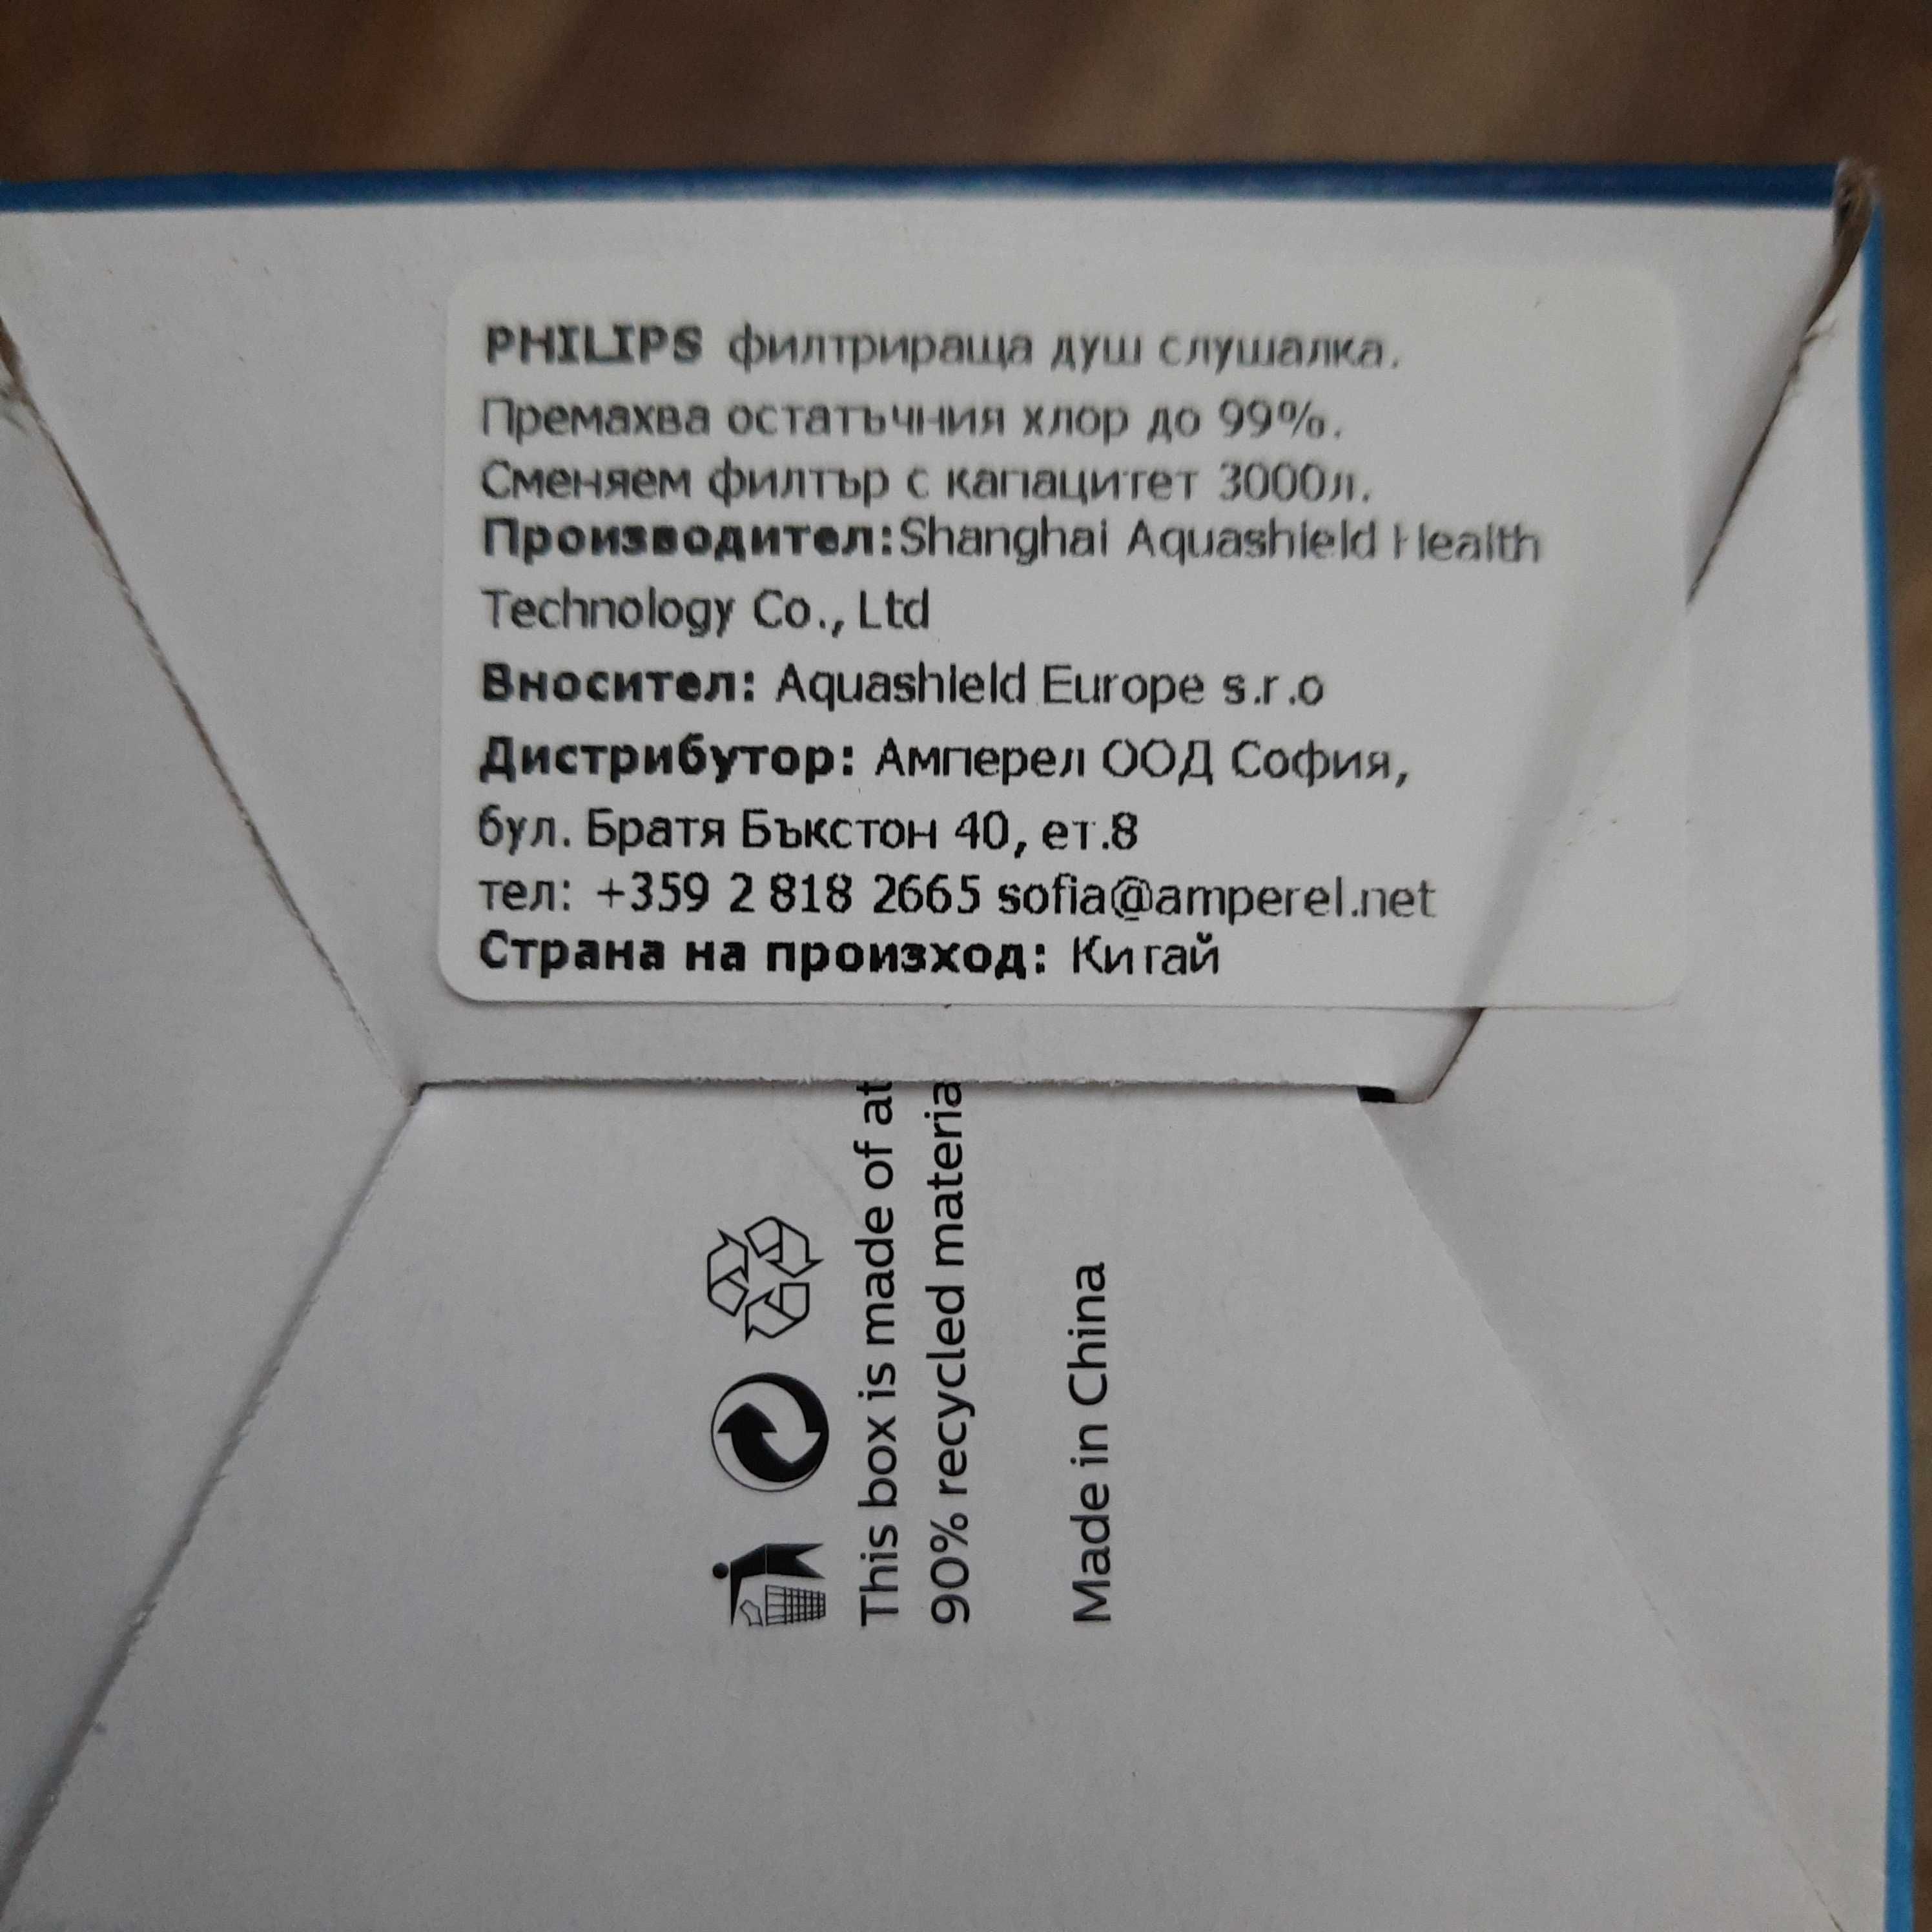 PHILIPS филтрираща душ слушалка.
Премахва остатъчния хлор до 99%.
Сменяем филтър с капацитет 3000л.
Производител:Shanghai Aquashield Health
Technology Co., Ltd
Вносител: Aquashield Europe s.r.o
Дистрибутор: Амперел ООД София,
бул. Братя Бъкстон 40, ет.8
тел: +359 2 818 2665 sofia@amperel.net
Страна на произход: Китай
This box is made of at
90% recycled materia
Made in China